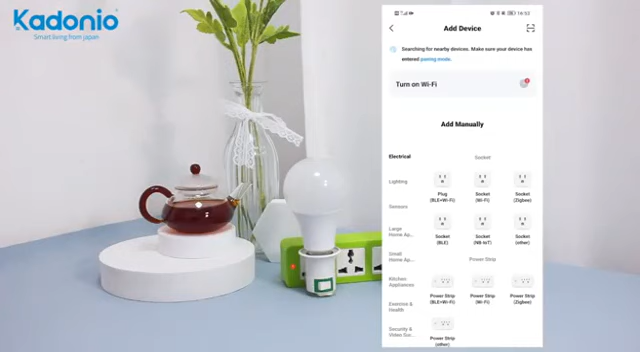 Kadonio
Smart living from japan
16:52
Add Device
Searching for nearby devices. Make sure your device has
entered pairing mode.
Turn on Wi-Fi
Add Manually
Electrical
Socket
Lighting
Plug
(BLE+Wi-Fi)
Socket
(Wi-Fi)
Socket
(Zigbee)
Sensors
Large
Home Ap...
Socket
(BLE)
Socket
(NB-IoT)
Socket
(other)
Small
Home Ap...
Power Strip
Kitchen
Appliances
Power Strip
(BLE+Wi-Fi)
Power Strip
(Wi-Fi)
Power Strip
(Zigbee)
Exercise &
Health
Security &
Video Sur...
Power Strip
(other)